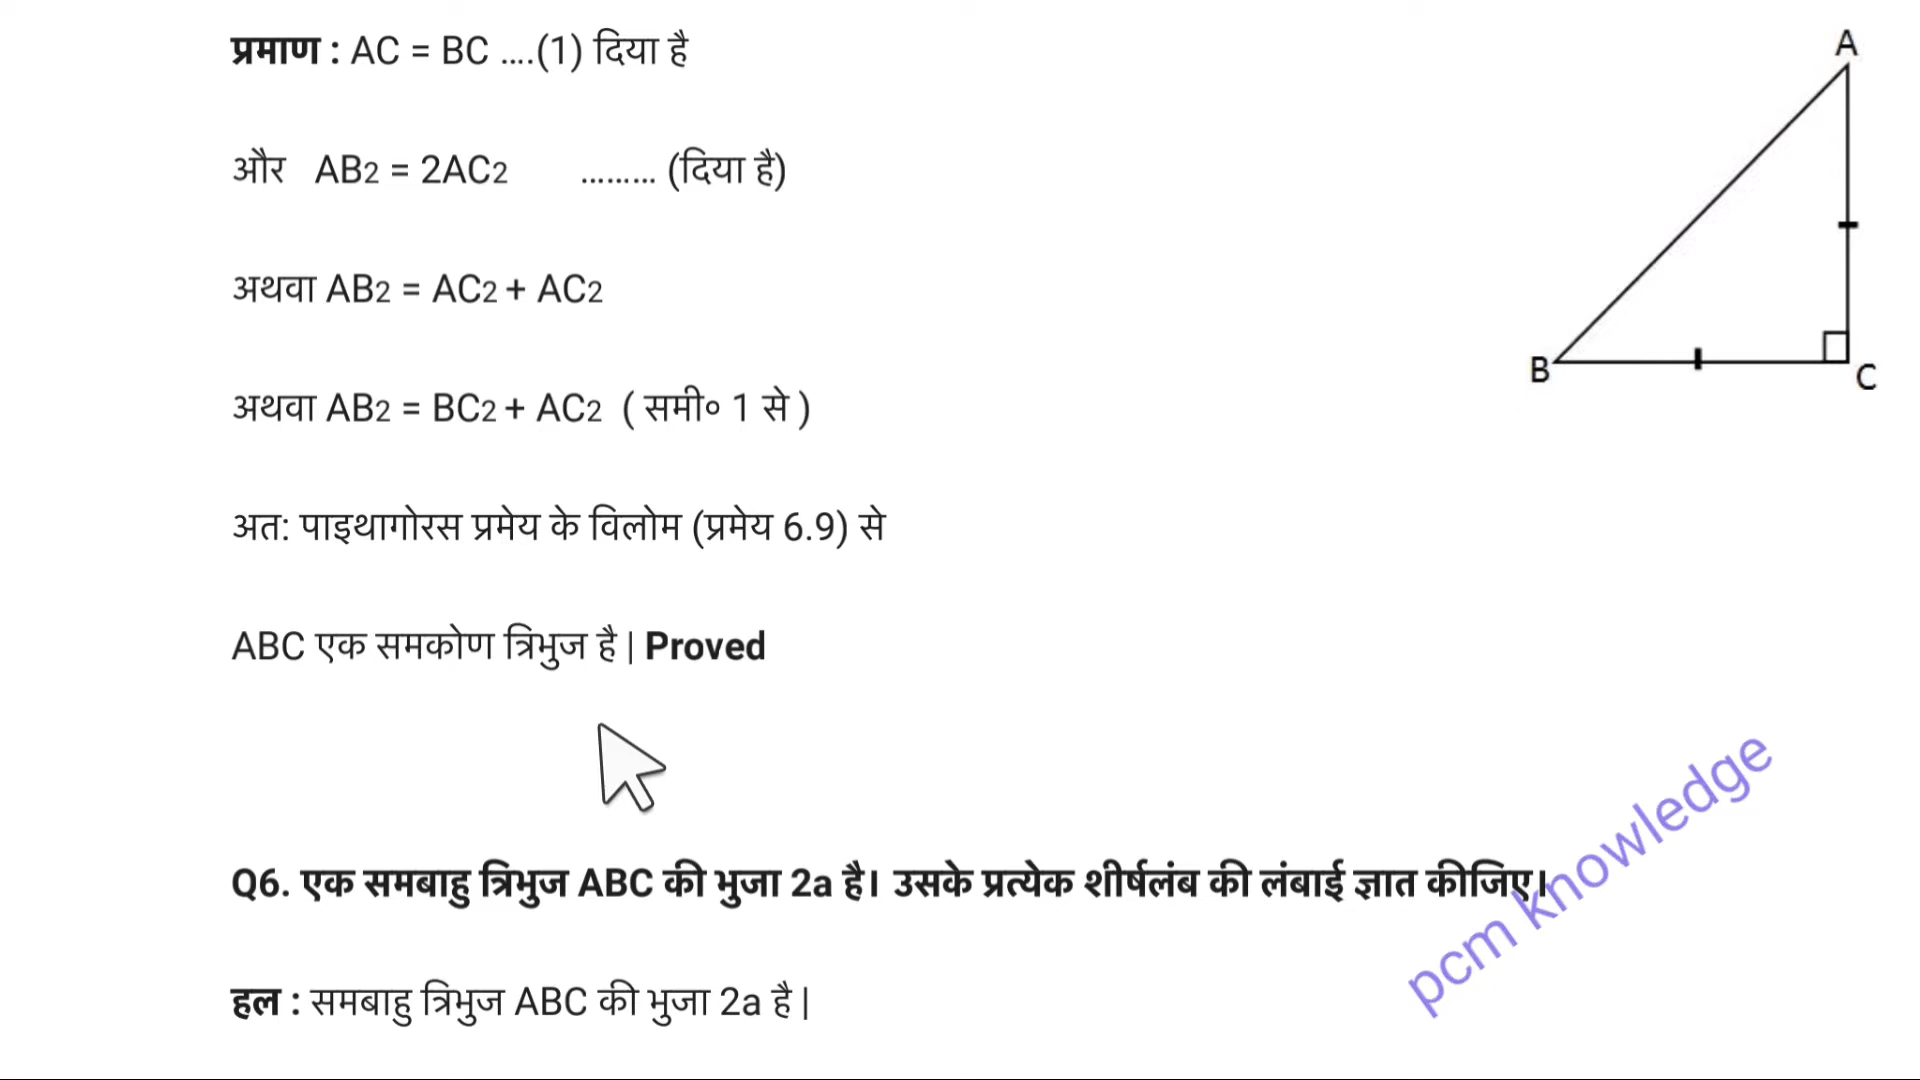 प्रमाण : AC = BC ....(1) दिया है
और AB2 = 2AC2 ......... (दिया है)
अथवा AB2 = AC2 + AC2
अथवा AB2 = BC2 + AC2 ( समी० 1 से )
अत: पाइथागोरस प्रमेय के विलोम (प्रमेय 6.9) से
ABC एक समकोण त्रिभुज है | Proved
A
B
C
Q6. एक समबाहु त्रिभुज ABC की भुजा 2a है। उसके प्रत्येक शीर्षलंब की लंबाई ज्ञात कीजिए।
हल : समबाहु त्रिभुज ABC की भुजा 2a है |
pcm knowledge